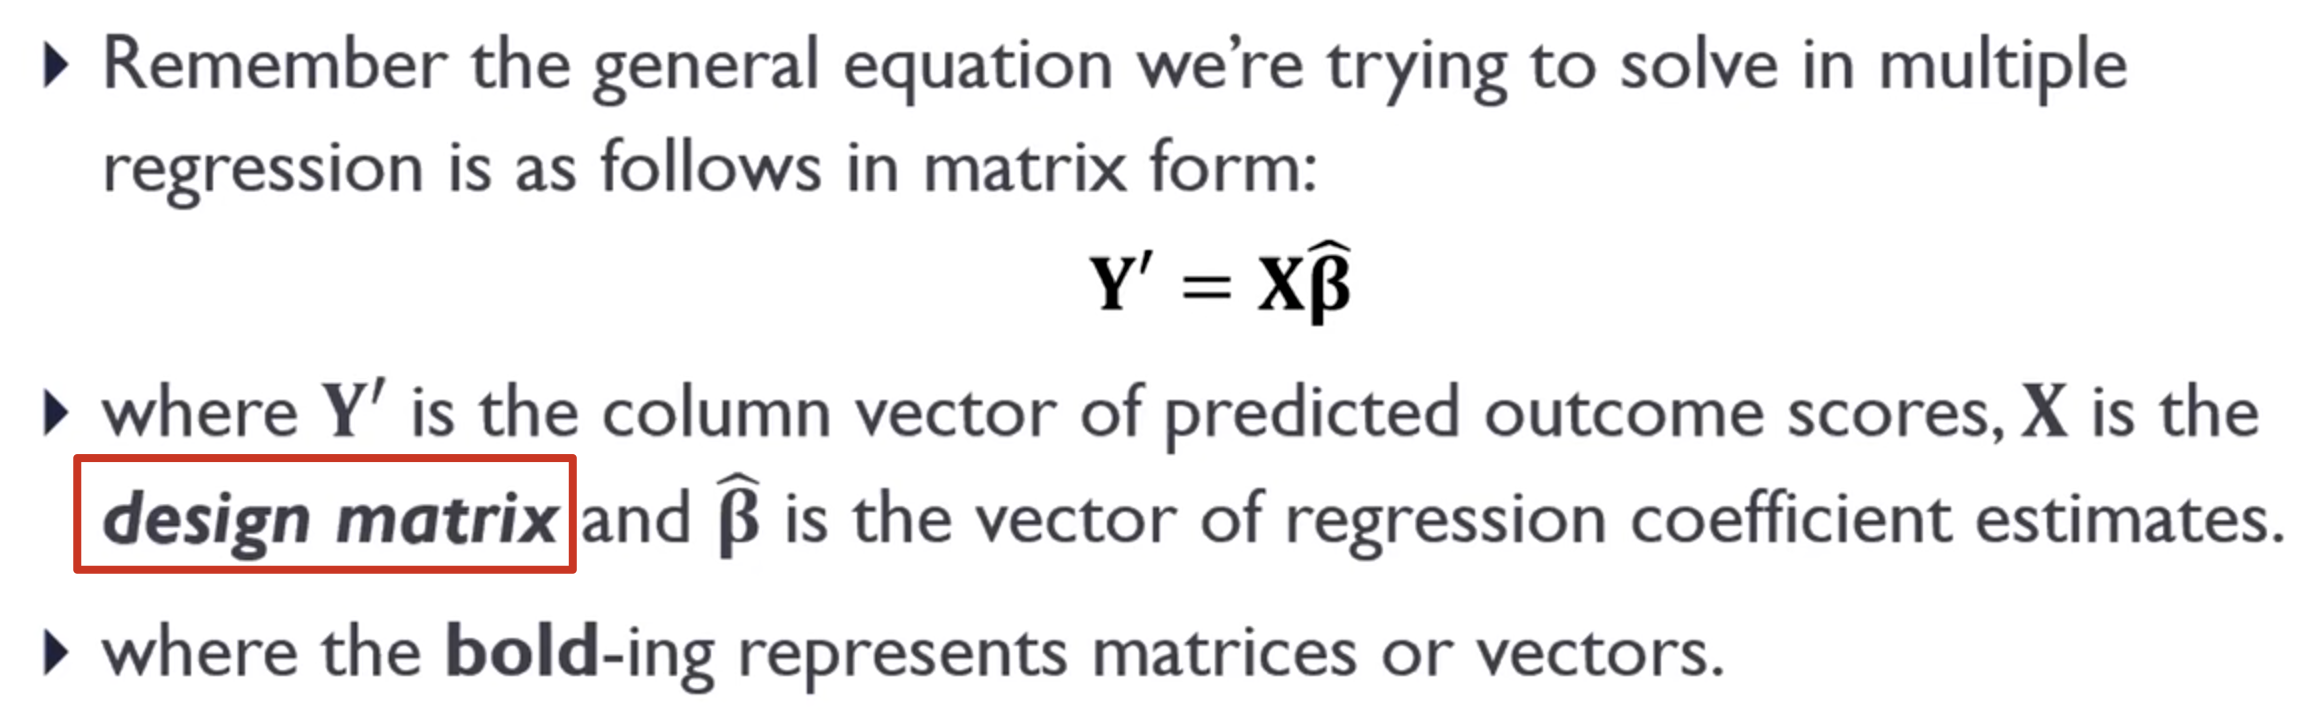 Remember the general equation we’re trying to solve in multiple
regression is as follows in matrix form:
𝐘′ = 𝐗𝛃̂
where 𝐘′ is the column vector of predicted outcome scores, 𝐗 is the
design matrix and 𝛃̂ is the vector of regression coefficient estimates.
where the bold-ing represents matrices or vectors.